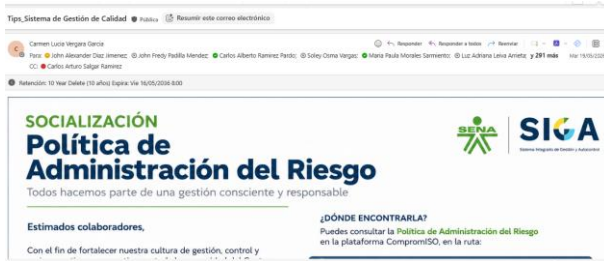 Tips_Sistema de Gestión de Calidad Pública Resumir este correo electrónico
Carmen Lucia Vergara Garcia
Responder Responder a todos Reenviar
Para: John Alexander Diaz Jimenez; John Fredy Padilla Mendez; Carlos Alberto Ramirez Pardo; Soley Osma Vargas; Maria Paula Morales Sarmiento; Luz Adriana Leiva Arrieta; y 291 más
CC: Carlos Arturo Salgar Ramirez
Retención: 10 Year Delete (10 años) Expira: Vie 16/05/2036 8:00
SOCIALIZACIÓN
Política de
Administración del Riesgo
Todos hacemos parte de una gestión consciente y responsable
SENA
SIGA
Sistema Integrado de Gestión y Autocontrol
Estimados colaboradores,
Con el fin de fortalecer nuestra cultura de gestión, control y
¿DÓNDE ENCONTRARLA?
Puedes consultar la Política de Administración del Riesgo
en la plataforma CompromISO, en la ruta: